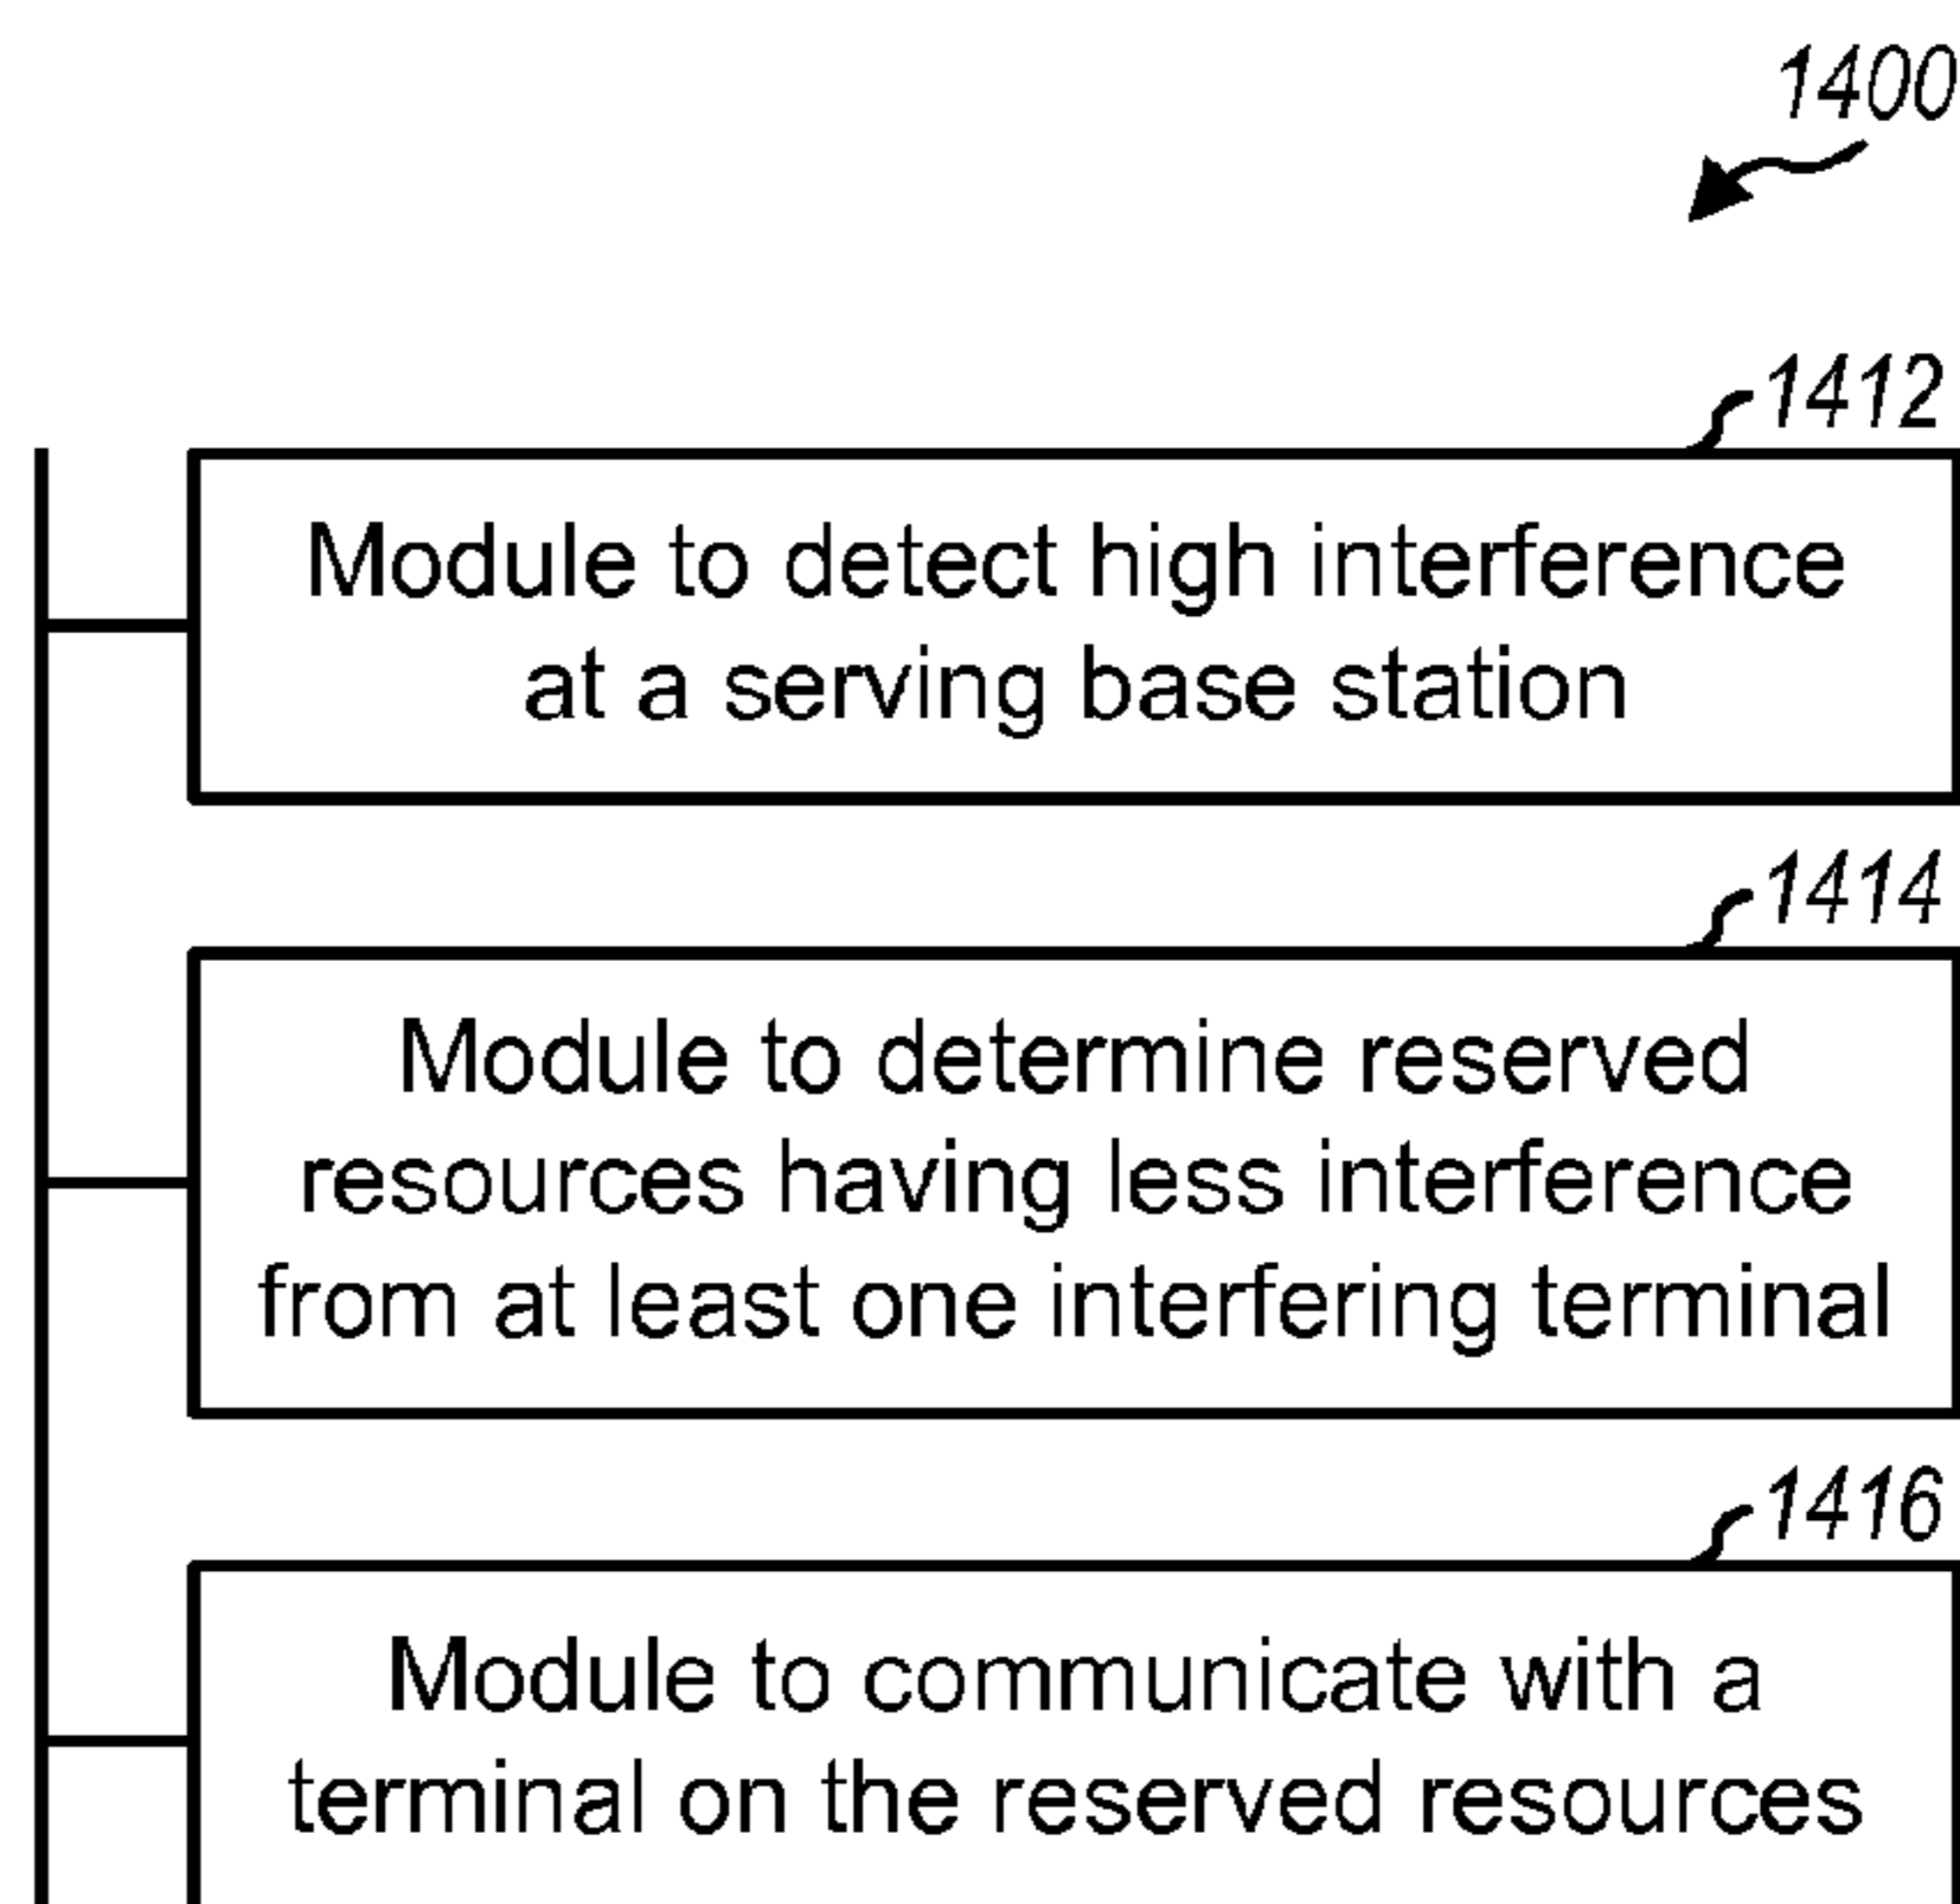 1400
1412
Module to detect high interference
at a serving base station
1414
Module to determine reserved
resources having less interference
from at least one interfering terminal
1416
Module to communicate with a
terminal on the reserved resources